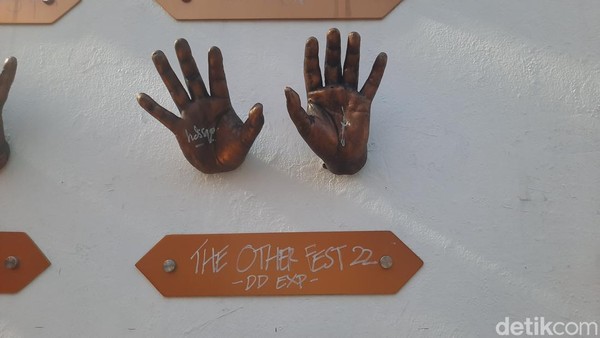 THE OTHER FEST 22
-DD EXP-
detikcom